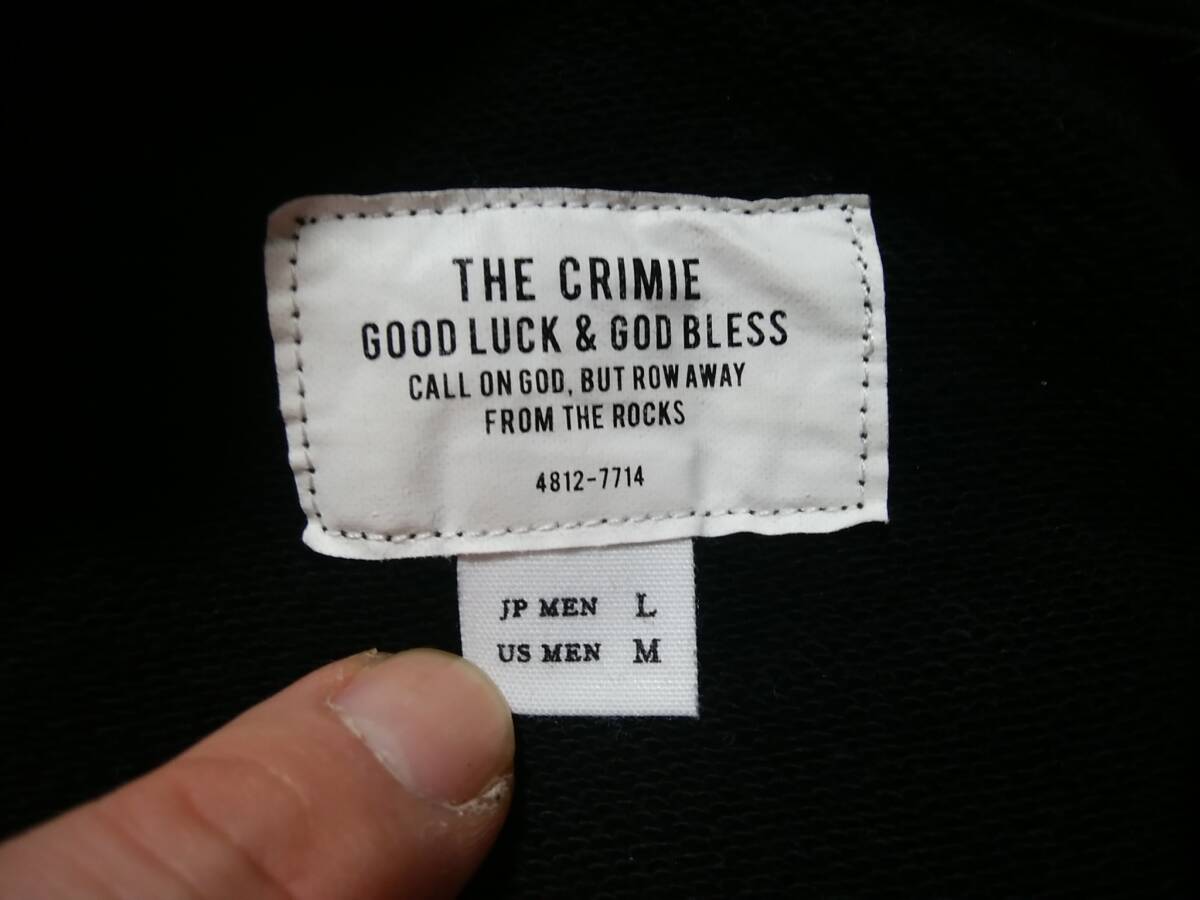 THE CRIMIE
GOOD LUCK & GOD BLESS
CALL ON GOD, BUT ROW AWAY
FROM THE ROCKS
4812-7714
JP MEN L
US MEN M